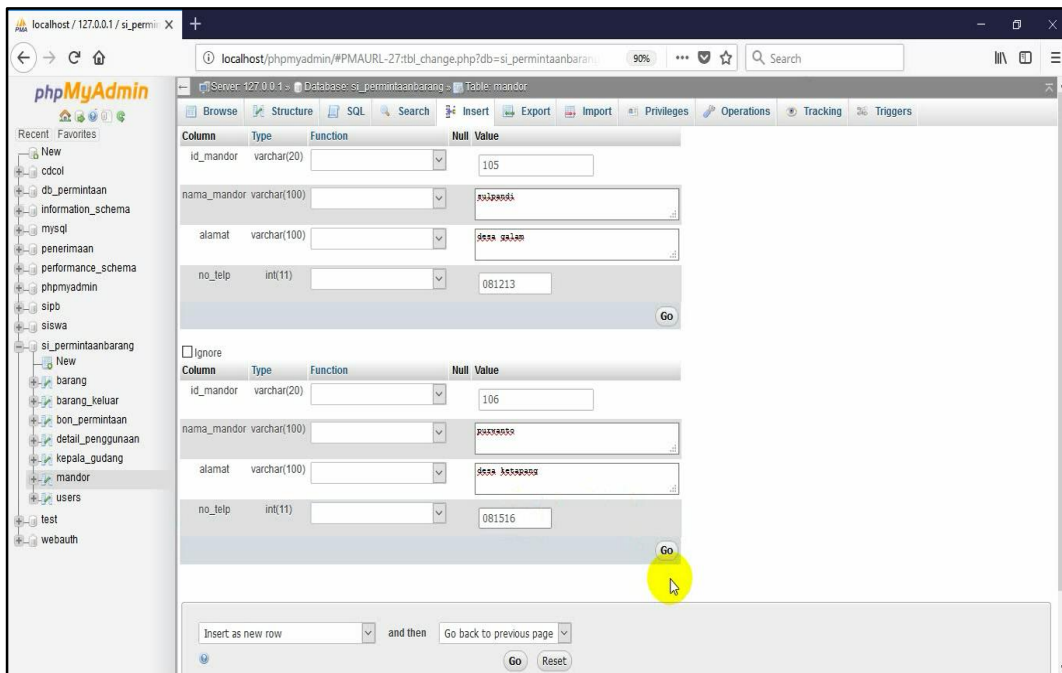 localhost / 127.0.0.1 / si_permin
localhost/phpmyadmin/#PMAURL-27:tbl_change.php?db=si_permintaanbaran
90%
Search
phpMyAdmin
Recent Favorites
New
cdcol
db_permintaan
information_schema
mysql
penerimaan
performance_schema
phpmyadmin
sipb
siswa
si_permintaanbarang
New
barang
barang_keluar
bon_permintaan
detail_penggunaan
kepala_gudang
mandor
users
test
webauth
Server: 127.0.0.1 » Database: si_permintaanbarang » Table: mandor
Browse Structure SQL Search Insert Export Import Privileges Operations Tracking Triggers
Column Type Function Null Value
id_mandor varchar(20) 105
nama_mandor varchar(100) sulpandi
alamat varchar(100) desa galam
no_telp int(11) 081213
Go
Ignore
Column Type Function Null Value
id_mandor varchar(20) 106
nama_mandor varchar(100) purwanto
alamat varchar(100) desa ketapang
no_telp int(11) 081516
Go
Insert as new row and then Go back to previous page
Go Reset